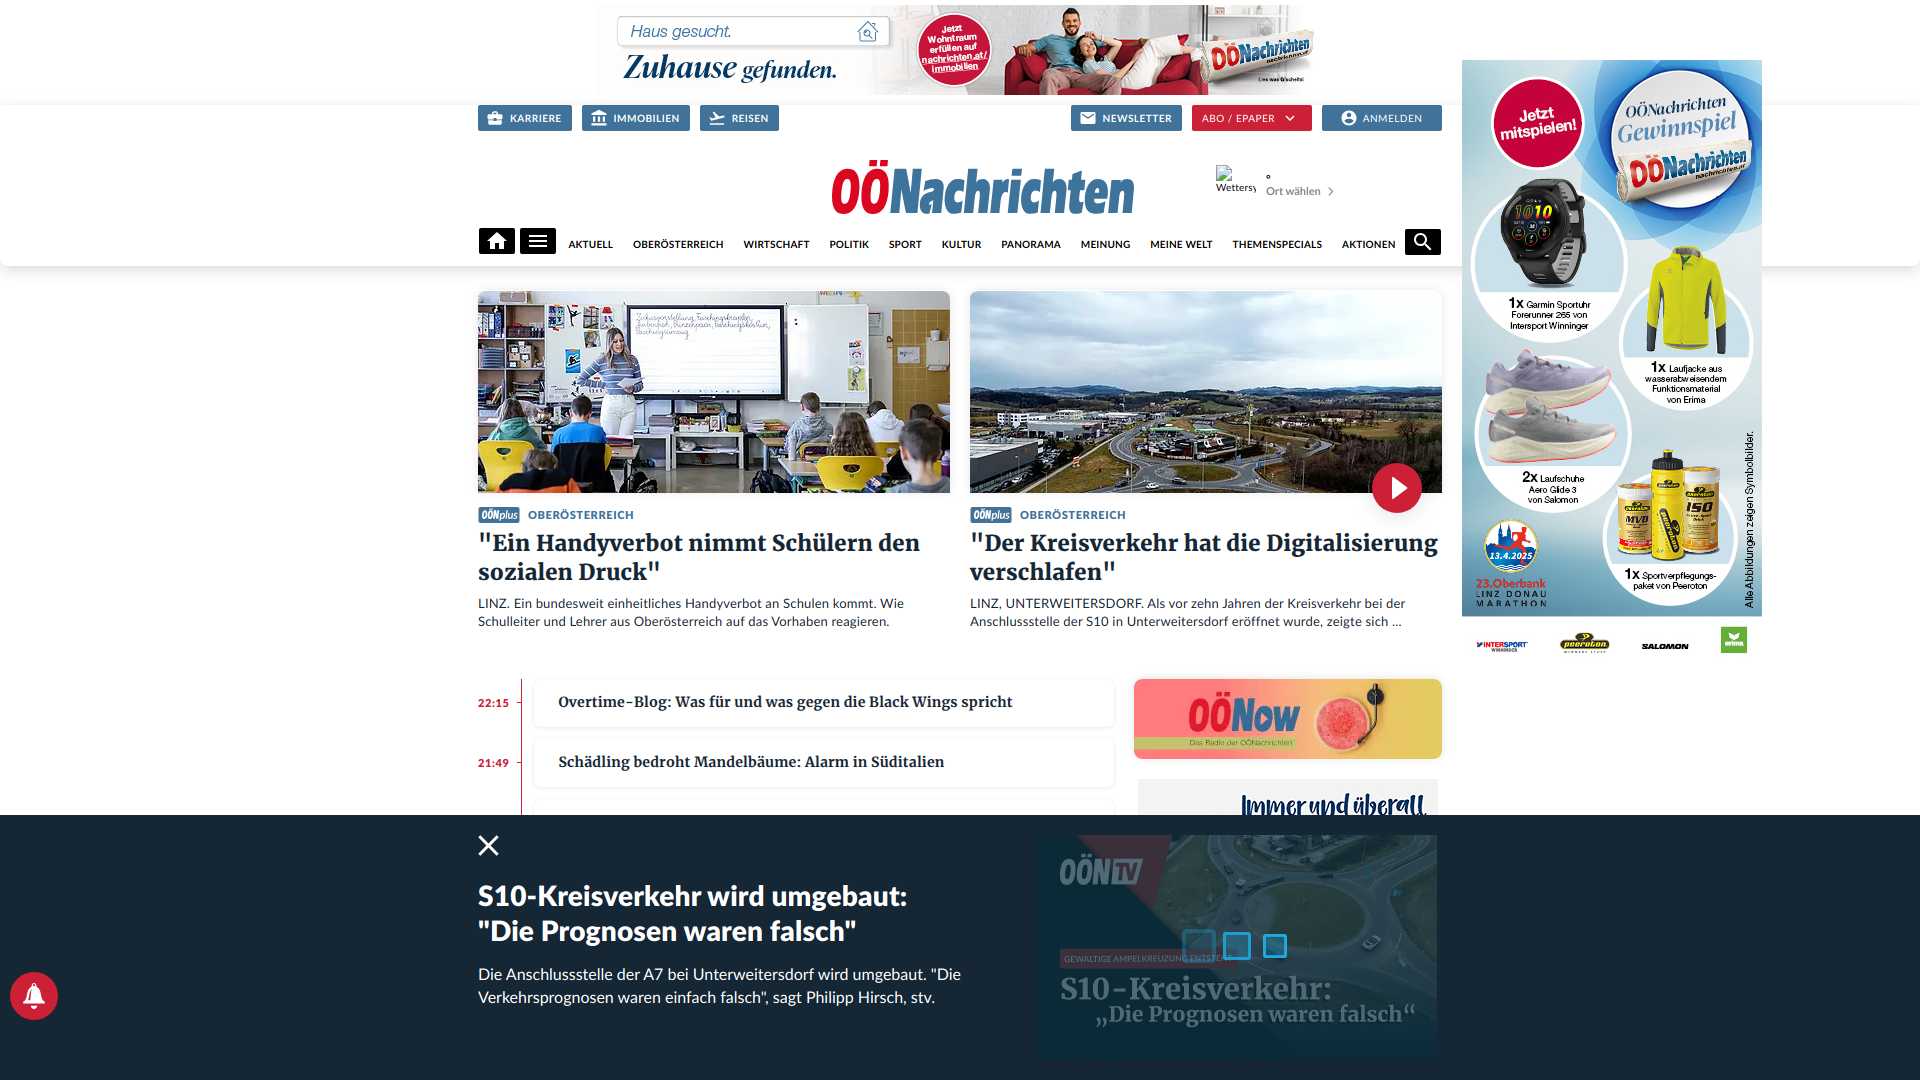 Haus gesucht.
Zuhause gefunden.
Jetzt
Wohntraum
erfüllen auf
nachrichten.at/
immobilien
OÖNachrichten
Lies was G'scheits!
KARRIERE
IMMOBILIEN
REISEN
NEWSLETTER
ABO / EPAPER
ANMELDEN
OÖNachrichten
Wettersy
°
Ort wählen
AKTUELL
OBERÖSTERREICH
WIRTSCHAFT
POLITIK
SPORT
KULTUR
PANORAMA
MEINUNG
MEINE WELT
THEMENSPECIALS
AKTIONEN
Jetzt
mitspielen!
OÖNachrichten
Gewinnspiel
OÖNachrichten
1x Garmin Sportuhr
Forerunner 265 von
Intersport Winninger
1x Laufjacke aus
wasserabweisendem
Funktionsmaterial
von Erima
2x Laufschuhe
Aero Glide 3
von Salomon
1x Sportverpflegungs-
paket von Peeroton
13.4.2025
23.Oberbank
LINZ DONAU
MARATHON
Alle Abbildungen zeigen Symbolbilder.
INTERSPORT
WINNINGER
peeroton
SALOMON
erima
OÖNplus OBERÖSTERREICH
"Ein Handyverbot nimmt Schülern den
sozialen Druck"
LINZ. Ein bundesweit einheitliches Handyverbot an Schulen kommt. Wie
Schulleiter und Lehrer aus Oberösterreich auf das Vorhaben reagieren.
OÖNplus OBERÖSTERREICH
"Der Kreisverkehr hat die Digitalisierung
verschlafen"
LINZ, UNTERWEITERSDORF. Als vor zehn Jahren der Kreisverkehr bei der
Anschlussstelle der S10 in Unterweitersdorf eröffnet wurde, zeigte sich ...
22:15 Overtime-Blog: Was für und was gegen die Black Wings spricht
21:49 Schädling bedroht Mandelbäume: Alarm in Süditalien
OÖNow
Das Radio der OÖNachrichten
Immer und überall
S10-Kreisverkehr wird umgebaut:
"Die Prognosen waren falsch"
Die Anschlussstelle der A7 bei Unterweitersdorf wird umgebaut. "Die
Verkehrsprognosen waren einfach falsch", sagt Philipp Hirsch, stv.
OÖN TV
GEWALTIGE AMPELKREUZUNG ENTSTEHT
S10-Kreisverkehr:
„Die Prognosen waren falsch“